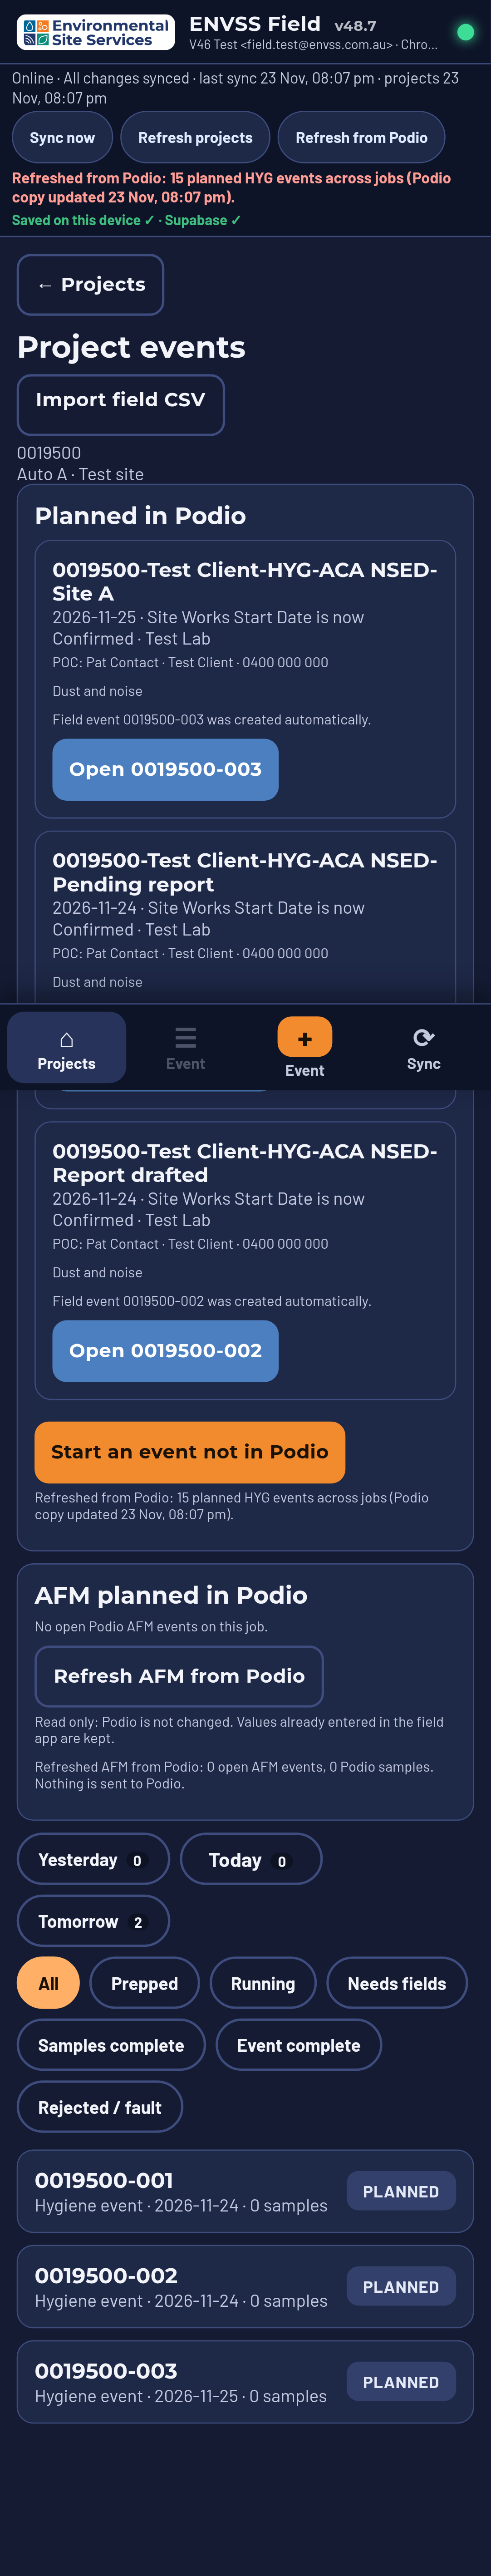 Environmental
Site Services
ENVSS Field v48.7
V46 Test <field.test@envss.com.au> · Chro...
Online · All changes synced · last sync 23 Nov, 08:07 pm · projects 23
Nov, 08:07 pm
Sync now
Refresh projects
Refresh from Podio
Refreshed from Podio: 15 planned HYG events across jobs (Podio
copy updated 23 Nov, 08:07 pm).
Saved on this device ✓ · Supabase ✓
← Projects
Project events
Import field CSV
0019500
Auto A · Test site
Planned in Podio
0019500-Test Client-HYG-ACA NSED-
Site A
2026-11-25 · Site Works Start Date is now
Confirmed · Test Lab
POC: Pat Contact · Test Client · 0400 000 000
Dust and noise
Field event 0019500-003 was created automatically.
Open 0019500-003
0019500-Test Client-HYG-ACA NSED-
Pending report
2026-11-24 · Site Works Start Date is now
Confirmed · Test Lab
POC: Pat Contact · Test Client · 0400 000 000
Dust and noise
Projects
Event
+
Event
Sync
0019500-Test Client-HYG-ACA NSED-
Report drafted
2026-11-24 · Site Works Start Date is now
Confirmed · Test Lab
POC: Pat Contact · Test Client · 0400 000 000
Dust and noise
Field event 0019500-002 was created automatically.
Open 0019500-002
Start an event not in Podio
Refreshed from Podio: 15 planned HYG events across jobs (Podio
copy updated 23 Nov, 08:07 pm).
AFM planned in Podio
No open Podio AFM events on this job.
Refresh AFM from Podio
Read only: Podio is not changed. Values already entered in the field
app are kept.
Refreshed AFM from Podio: 0 open AFM events, 0 Podio samples.
Nothing is sent to Podio.
Yesterday 0
Today 0
Tomorrow 2
All
Prepped
Running
Needs fields
Samples complete
Event complete
Rejected / fault
0019500-001
Hygiene event · 2026-11-24 · 0 samples
PLANNED
0019500-002
Hygiene event · 2026-11-24 · 0 samples
PLANNED
0019500-003
Hygiene event · 2026-11-25 · 0 samples
PLANNED